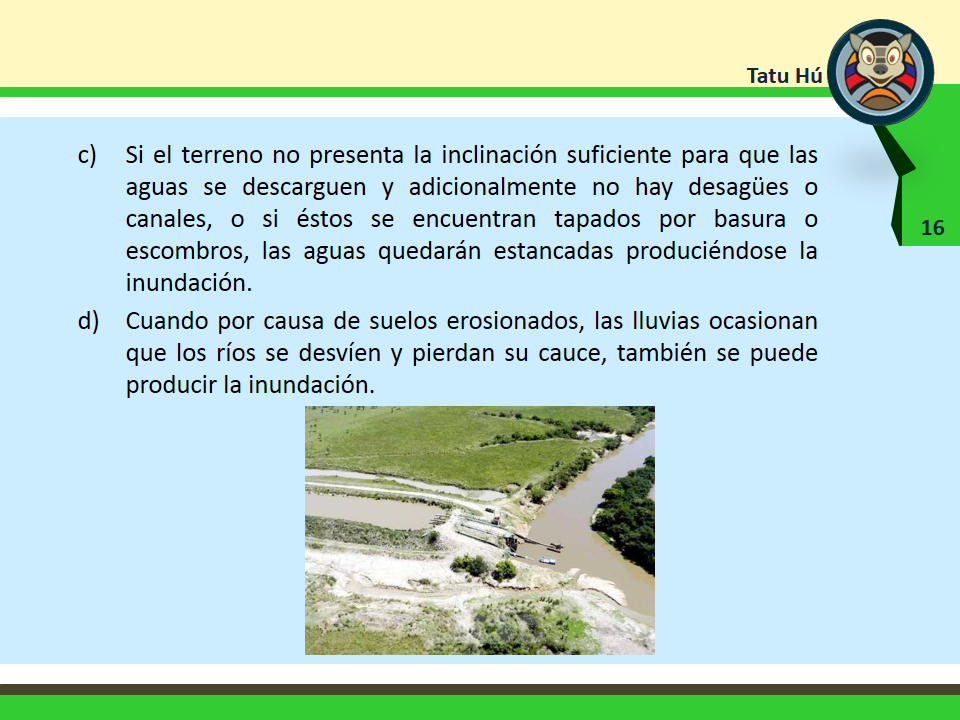 Tatu Hú
16
c) Si el terreno no presenta la inclinación suficiente para que las
aguas se descarguen y adicionalmente no hay desagües o
canales, o si éstos se encuentran tapados por basura o
escombros, las aguas quedarán estancadas produciéndose la
inundación.
d) Cuando por causa de suelos erosionados, las lluvias ocasionan
que los ríos se desvíen y pierdan su cauce, también se puede
producir la inundación.